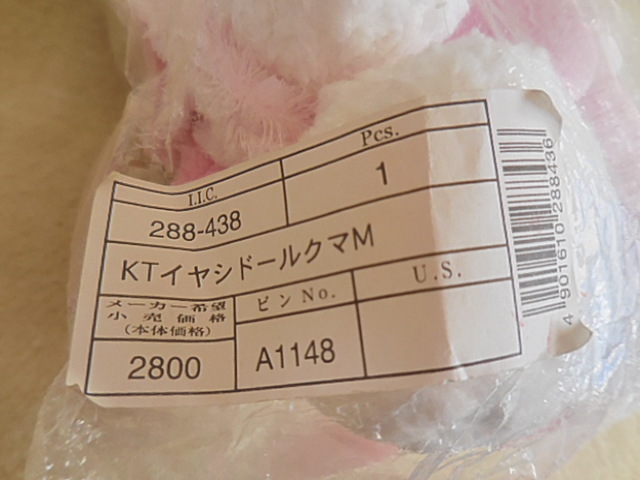 I.I.C.
Pcs.
288-438
1
KTイヤシドールクマM
メーカー希望
小売価格
(本体価格)
ビンNo.
U.S.
2800
A1148
4 901610 288436